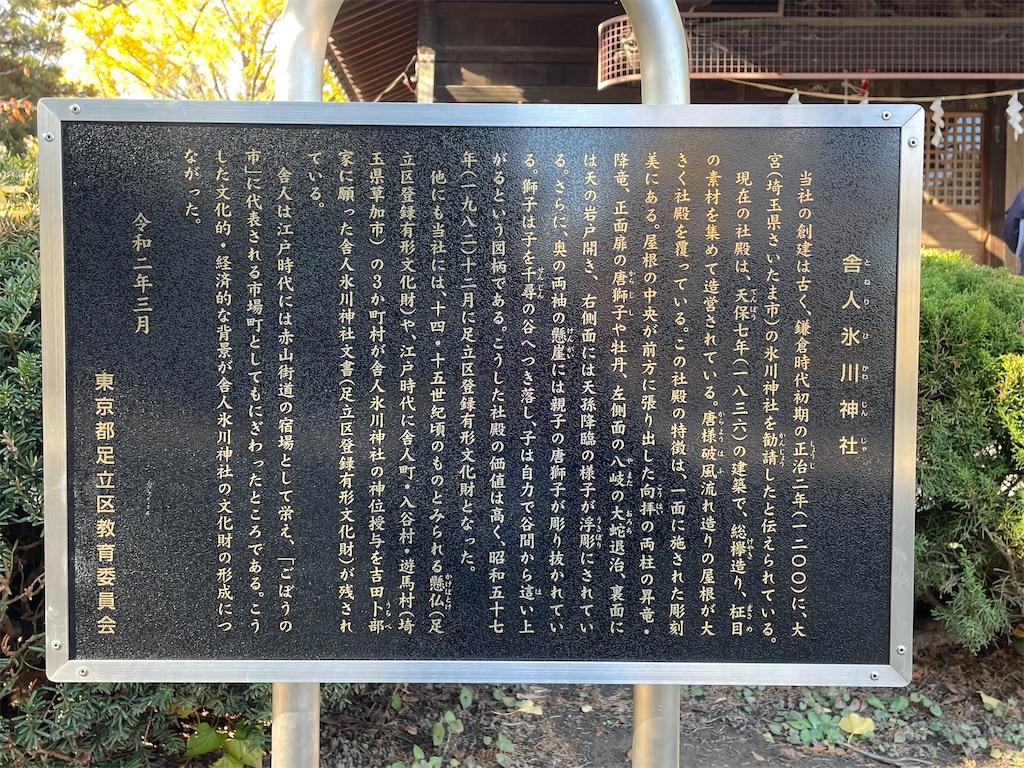 舎人氷川神社
当社の創建は古く、鎌倉時代初期の正治二年(一二〇〇)に、大
宮(埼玉県さいたま市)の氷川神社を勧請したと伝えられている。
現在の社殿は、天保七年(一八三六)の建築で、総欅造り、柾目
の素材を集めて造営されている。唐様破風流れ造りの屋根が大
きく社殿を覆っている。この社殿の特徴は、一面に施された彫刻
美にある。屋根の中央が前方に張り出した向拝の両柱の昇竜・
降竜、正面扉の唐獅子や牡丹、左側面の八岐の大蛇退治、裏面に
は天の岩戸開き、右側面には天孫降臨の様子が浮彫にされてい
る。さらに、奥の両袖の懸崖には親子の唐獅子が彫り抜かれてい
る。獅子は子を千尋の谷へつき落し、子は自力で谷間から這い上
がるという図柄である。こうした社殿の価値は高く、昭和五十七
年(一九八二)十二月に足立区登録有形文化財となった。
他にも当社には、十四・十五世紀頃のものとみられる懸仏(足
立区登録有形文化財)や、江戸時代に舎人町・入谷村・遊馬村(埼
玉県草加市)の3か町村が舎人氷川神社の神位授与を吉田卜部
家に願った舎人氷川神社文書(足立区登録有形文化財)が残され
ている。
舎人は江戸時代には赤山街道の宿場として栄え、「ごぼうの
市」に代表される市場町としてもにぎわったところである。こう
した文化的・経済的な背景が舎人氷川神社の文化財の形成につ
ながった。
令和二年三月
東京都足立区教育委員会